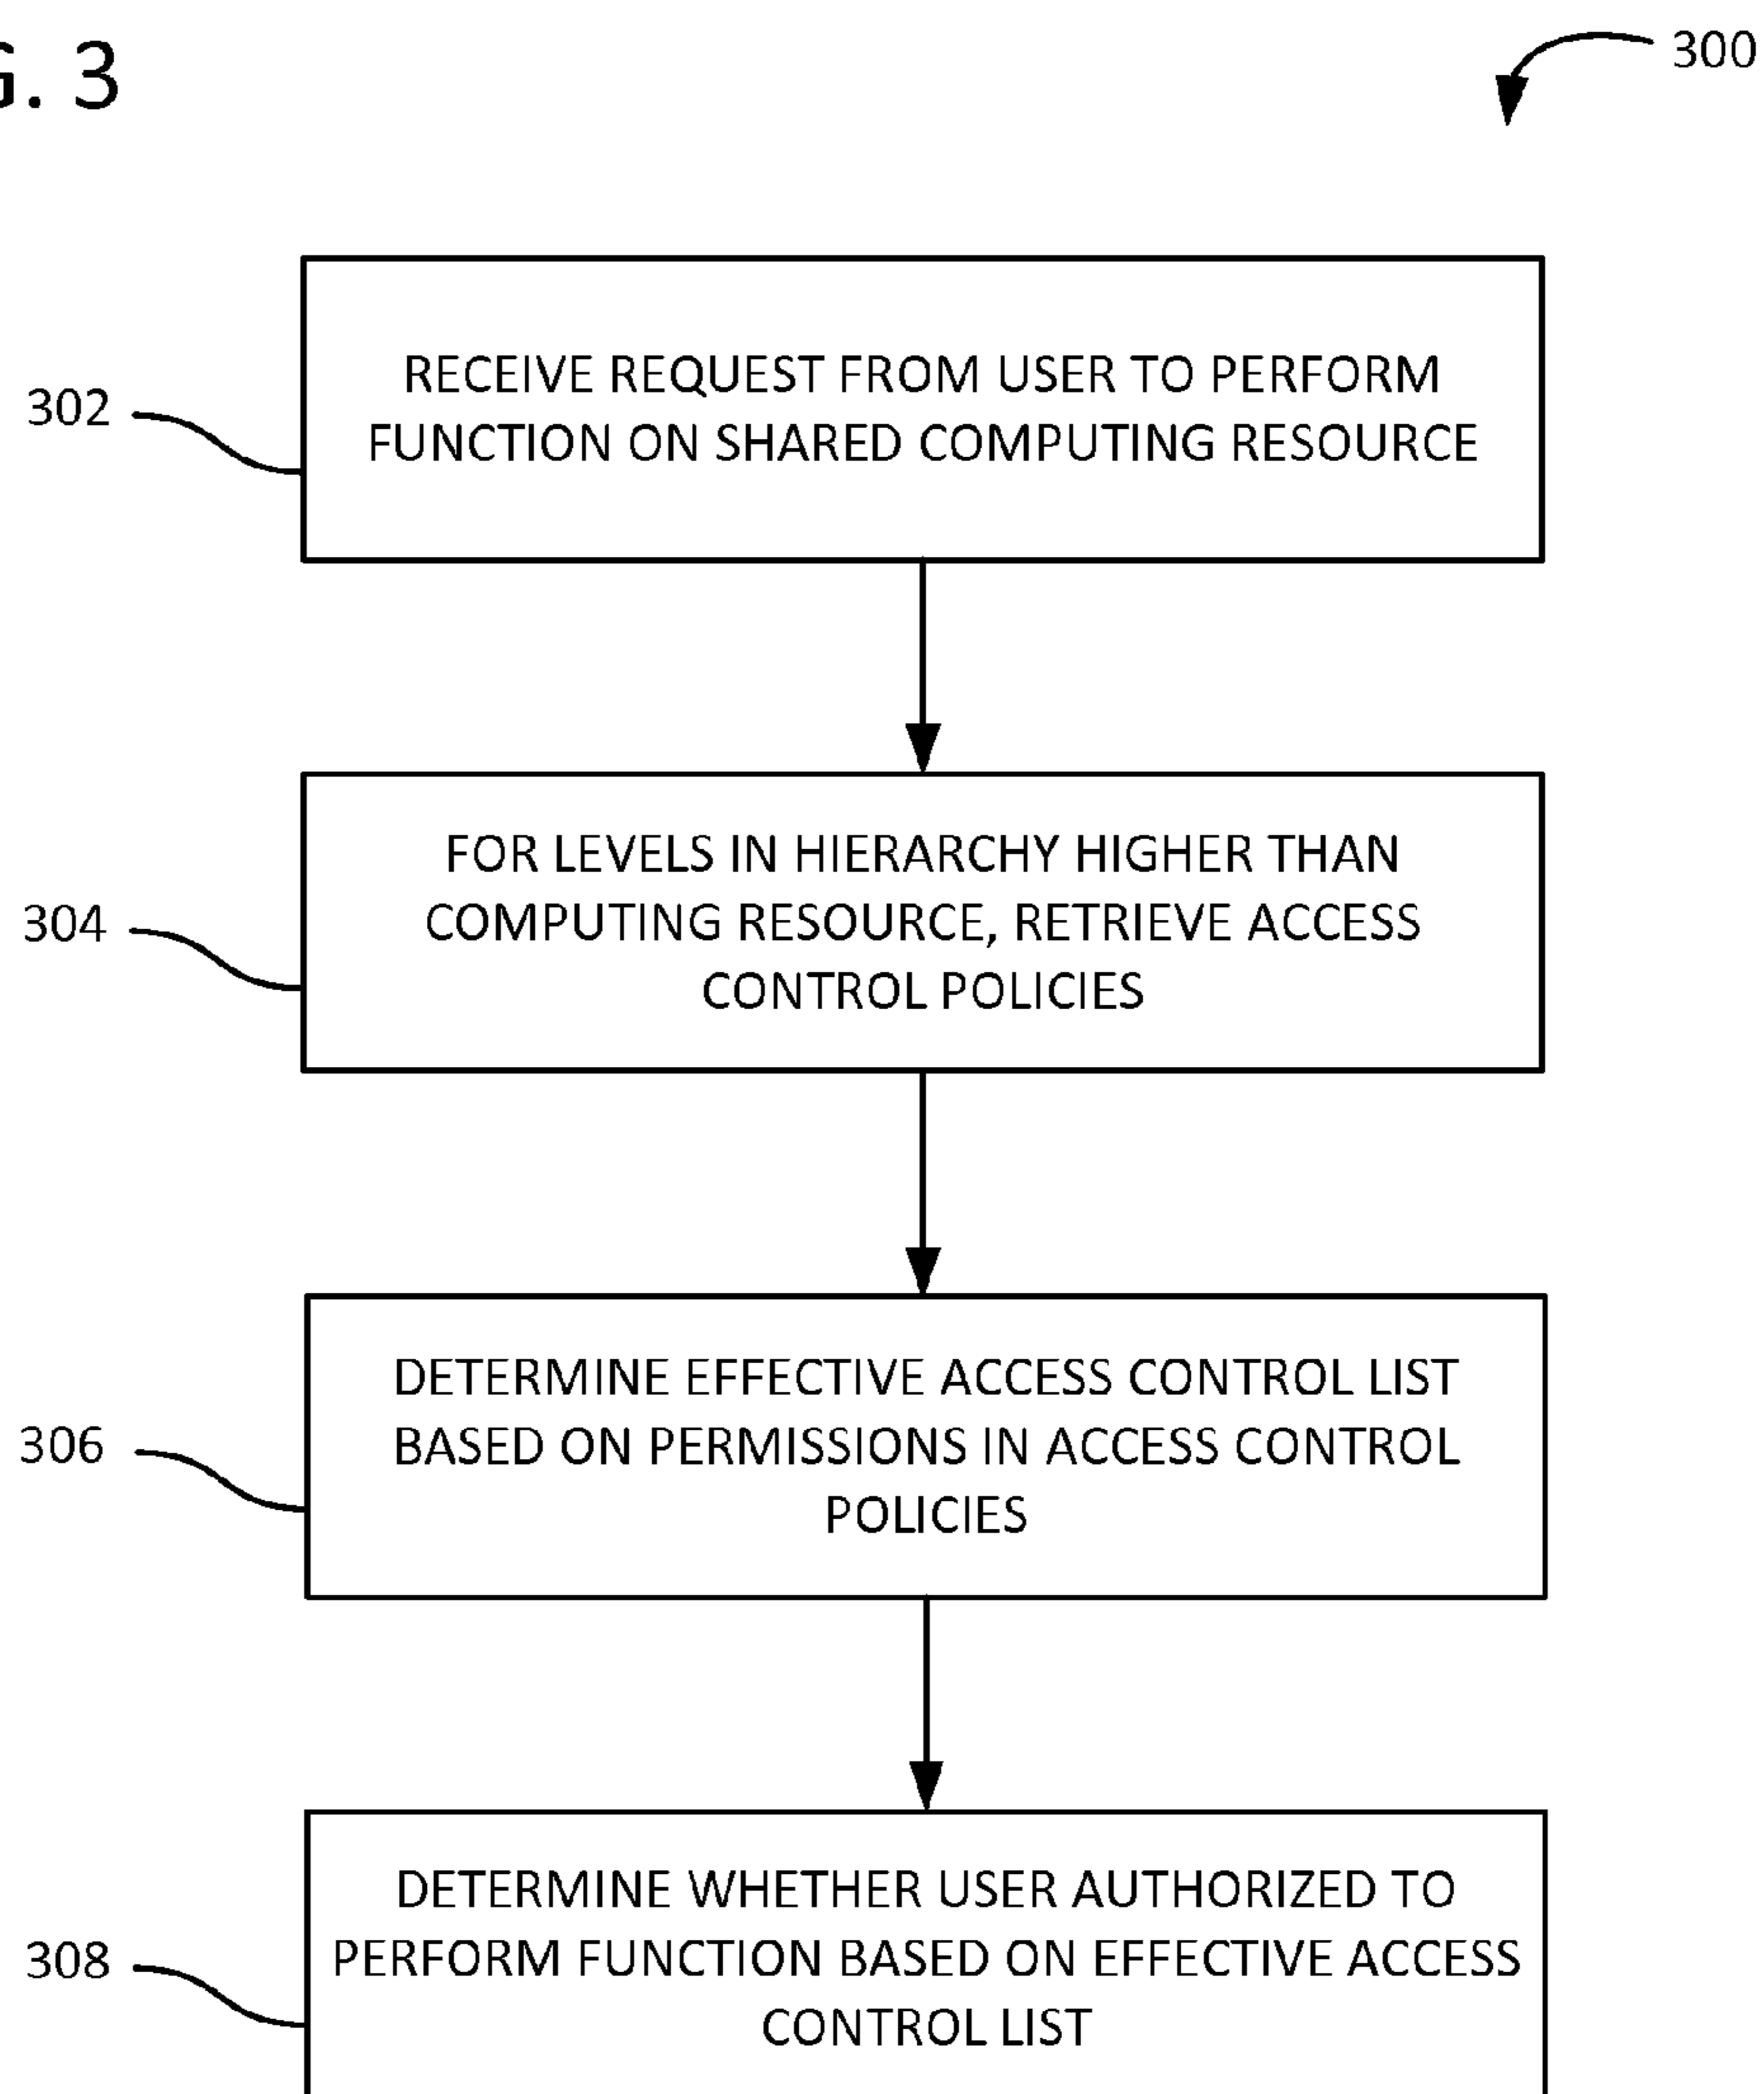 G. 3
300
302
RECEIVE REQUEST FROM USER TO PERFORM
FUNCTION ON SHARED COMPUTING RESOURCE
304
FOR LEVELS IN HIERARCHY HIGHER THAN
COMPUTING RESOURCE, RETRIEVE ACCESS
CONTROL POLICIES
306
DETERMINE EFFECTIVE ACCESS CONTROL LIST
BASED ON PERMISSIONS IN ACCESS CONTROL
POLICIES
308
DETERMINE WHETHER USER AUTHORIZED TO
PERFORM FUNCTION BASED ON EFFECTIVE ACCESS
CONTROL LIST